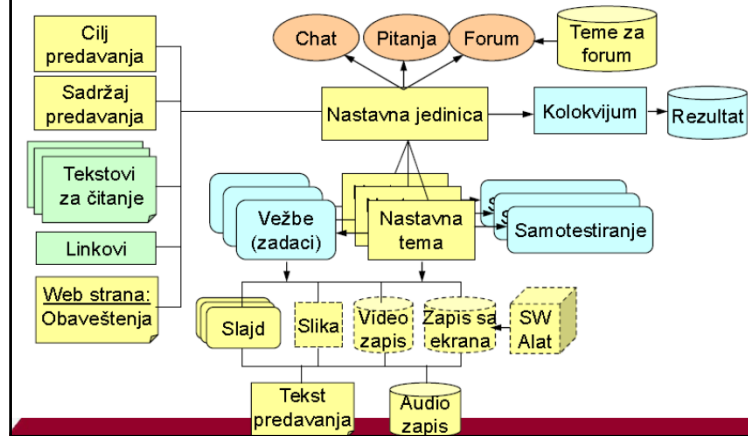 Cilj
predavanja
Sadržaj
predavanja
Tekstovi
za čitanje
Linkovi
Web strana:
Obaveštenja
Chat
Pitanja
Forum
Teme za
forum
Nastavna jedinica
Kolokvijum
Rezultat
Vežbe
(zadaci)
Nastavna
tema
Samotestiranje
Slajd
Slika
Video
zapis
Zapis sa
ekrana
SW
Alat
Tekst
predavanja
Audio
zapis